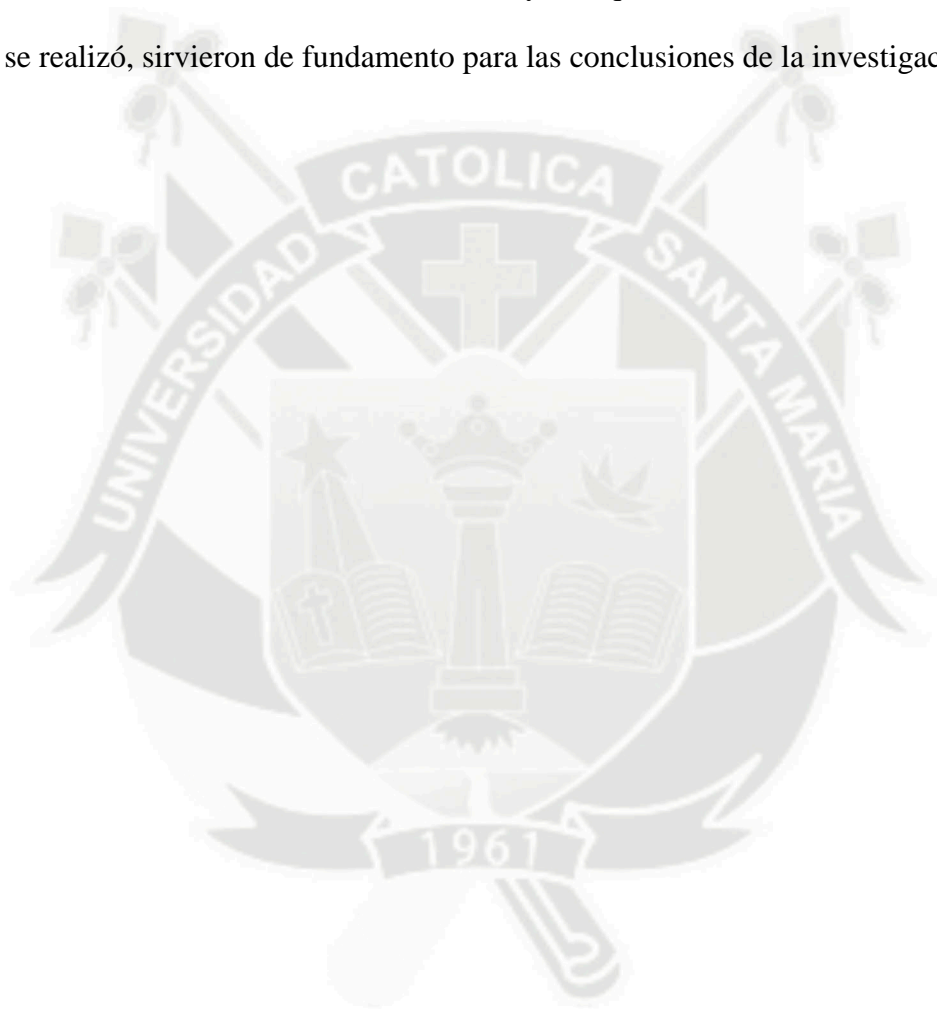 se realizó, sirvieron de fundamento para las conclusiones de la investigac
CATOLICA
UNIVERSIDAD
SANTA MARIA
1961